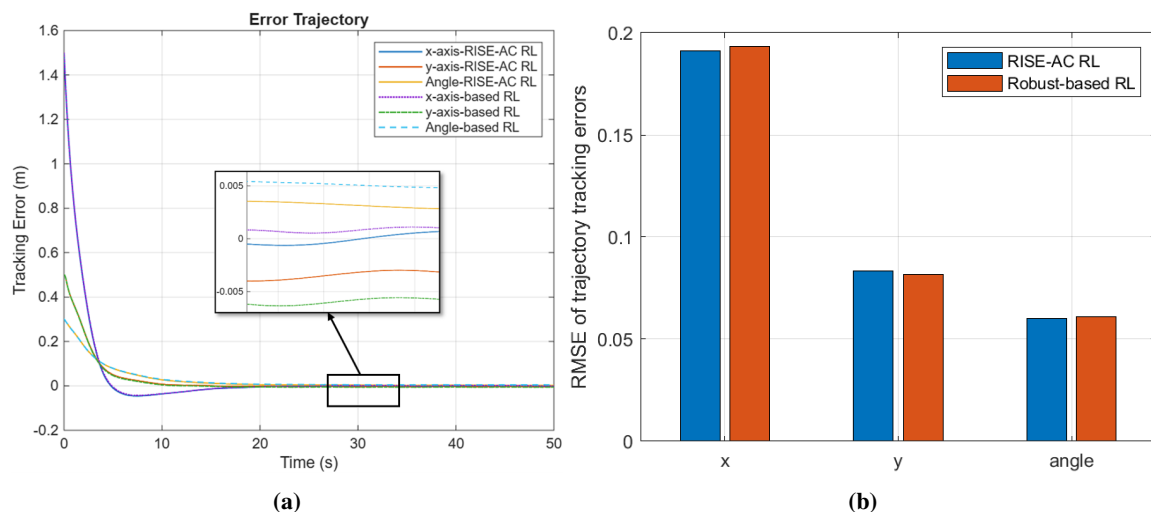 Error Trajectory
1.6
1.4
1.2
1
0.8
0.6
0.4
0.2
0
-0.2
Tracking Error (m)
x-axis-RISE-AC RL
y-axis-RISE-AC RL
Angle-RISE-AC RL
x-axis-based RL
y-axis-based RL
Angle-based RL
0.005
0
-0.005
0 10 20 30 40 50
Time (s)
(a)
0.2
0.15
0.1
0.05
0
RMSE of trajectory tracking errors
RISE-AC RL
Robust-based RL
x y angle
(b)